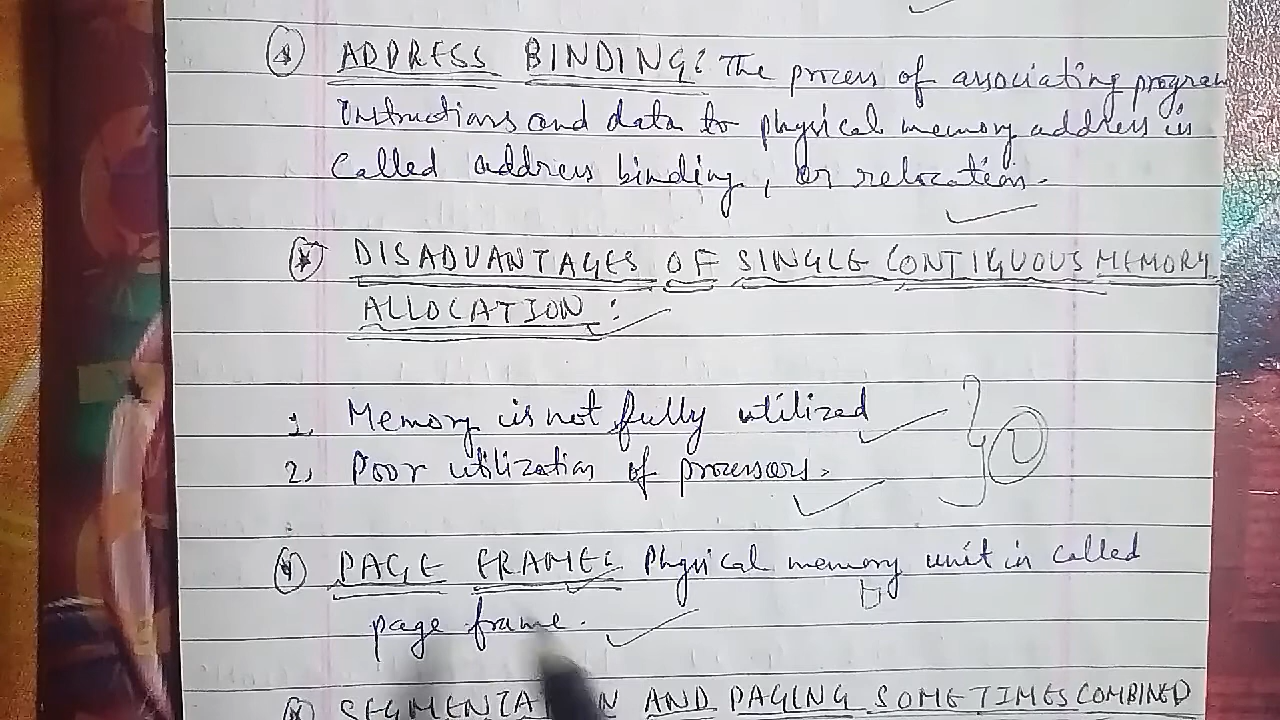 ADDRESS BINDING: The process of associating program
instructions and data to physical memory address is
called address binding, or relocation.
DISADVANTAGES OF SINGLE CONTIGUOUS MEMORY
ALLOCATION:
1. Memory is not fully utilized
2, Poor utilization of processors.
PAGE FRAME: Physical memory unit is called
page frame.
SEGMENTATION AND PAGING SOMETIMES COMBINED